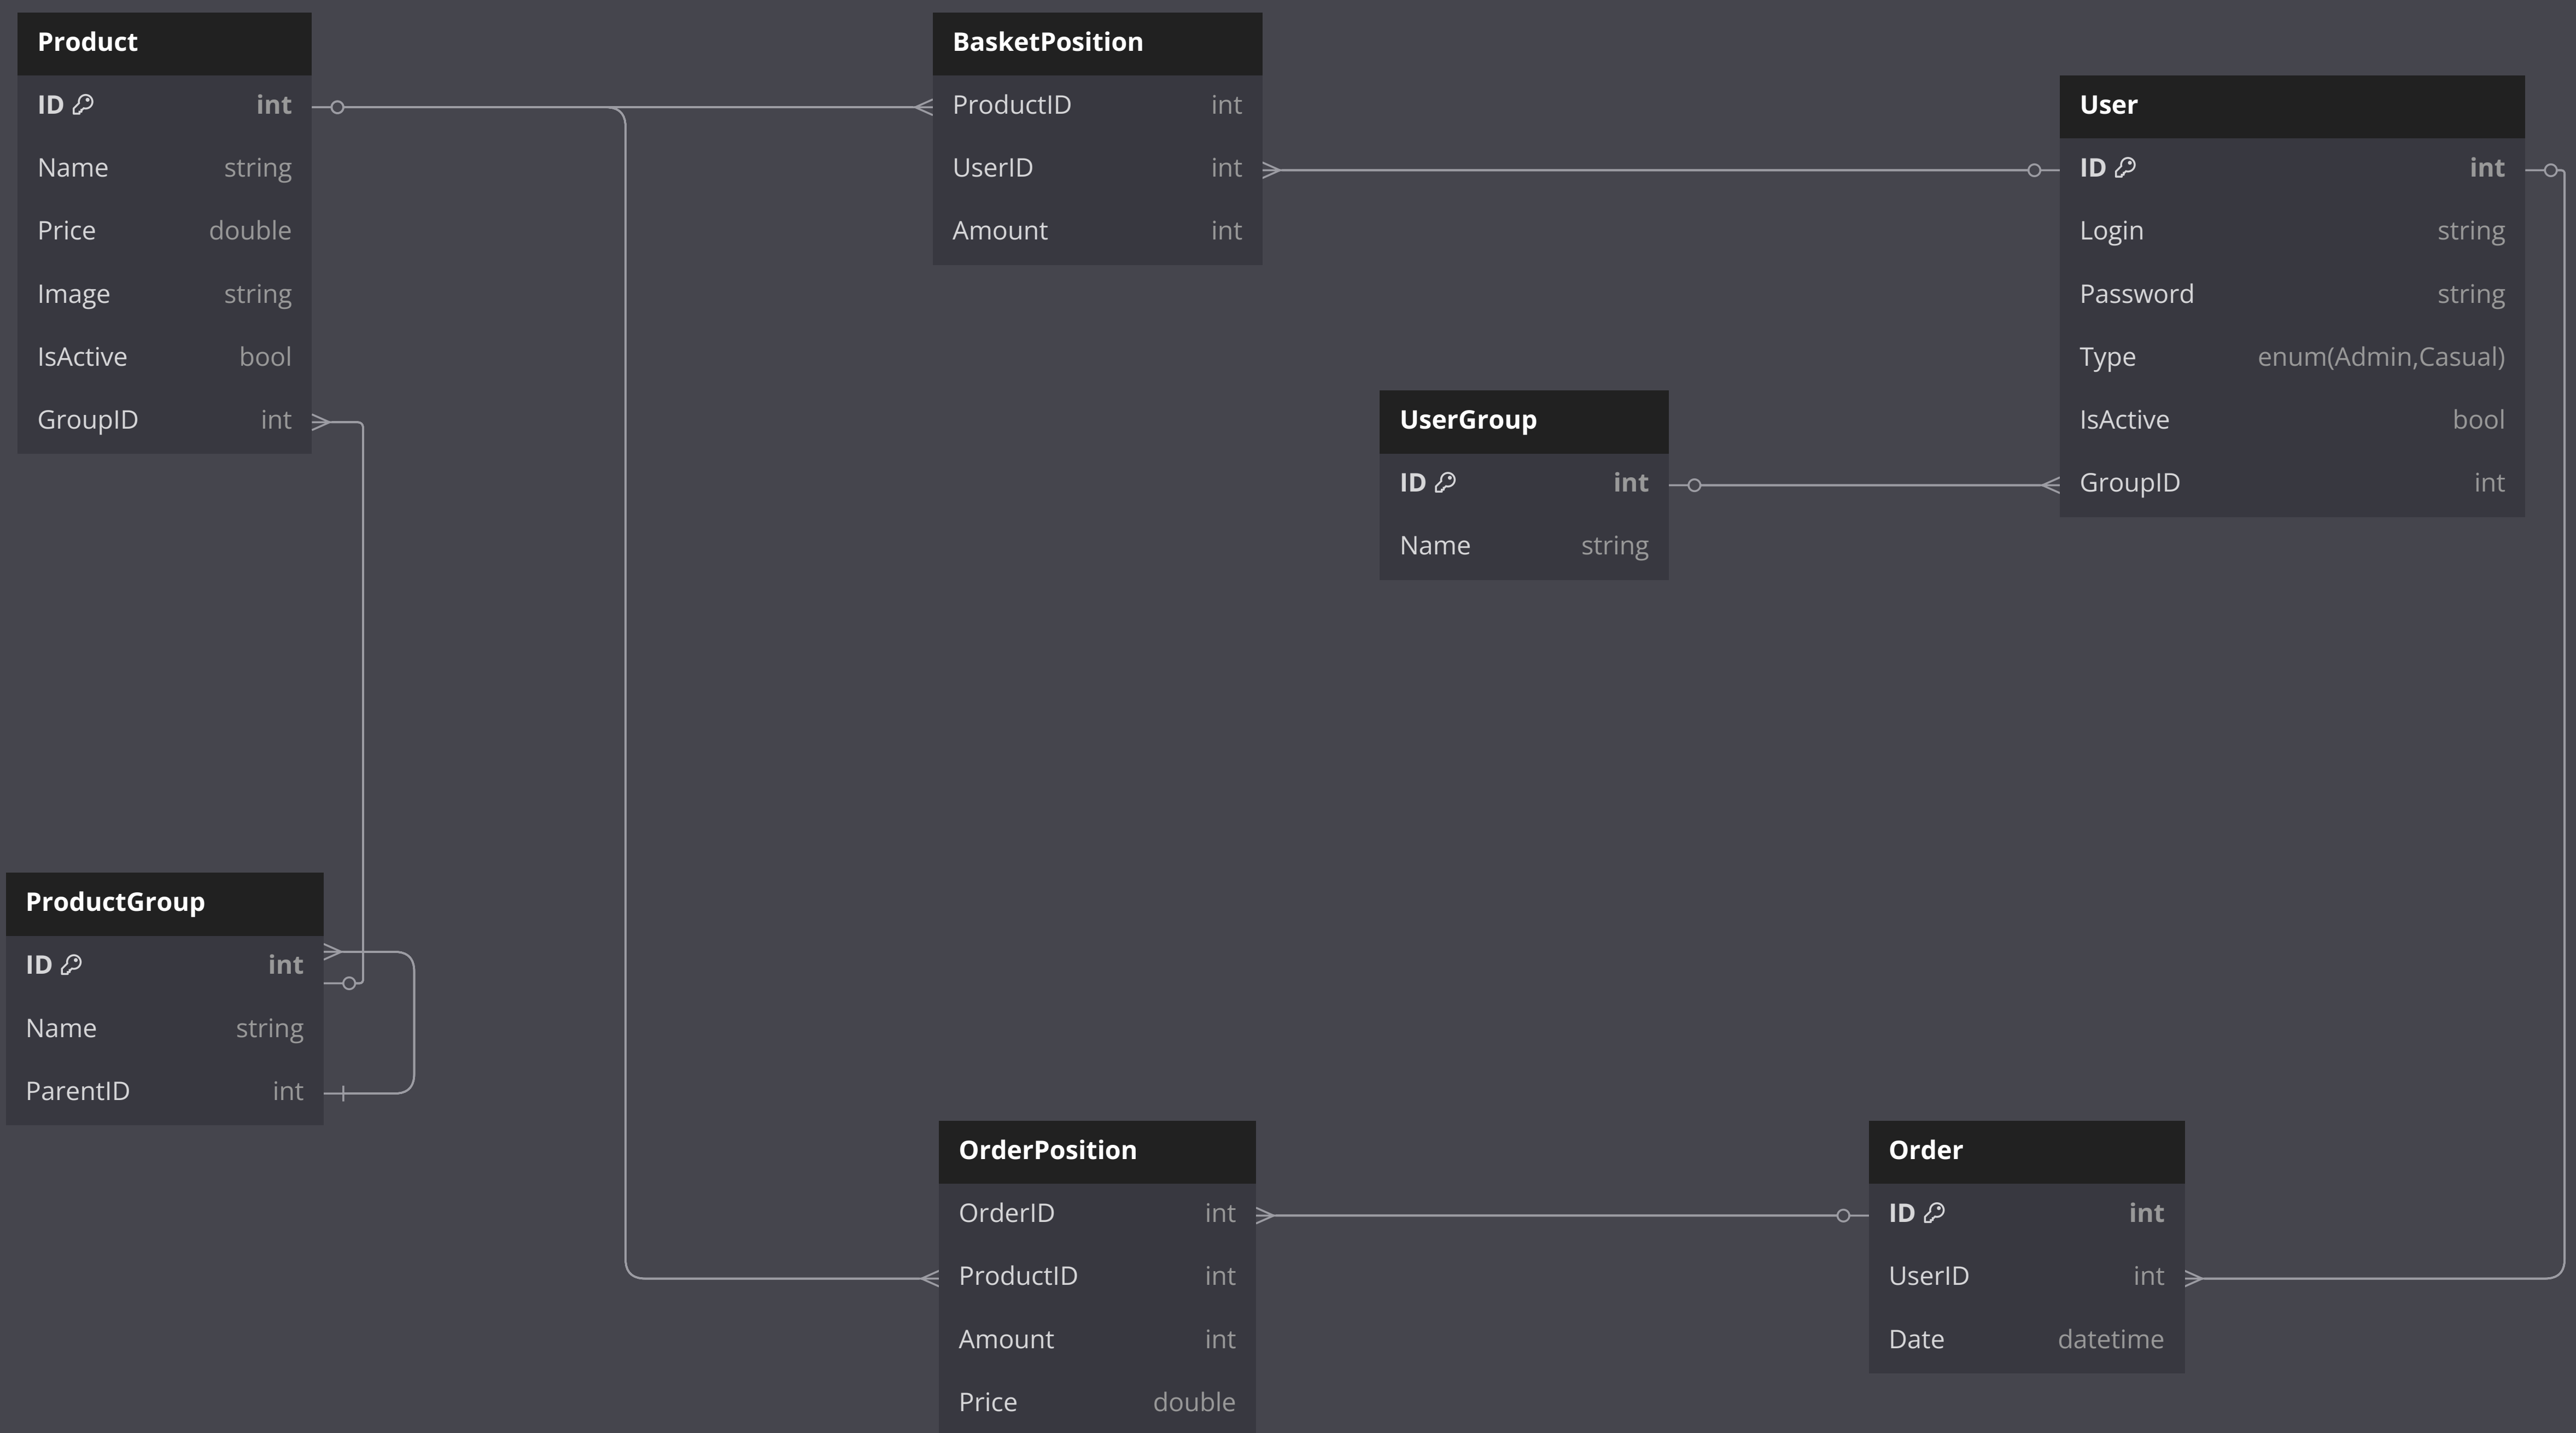 Product
ID int
Name string
Price double
Image string
IsActive bool
GroupID int
BasketPosition
ProductID int
UserID int
Amount int
User
ID int
Login string
Password string
Type enum(Admin,Casual)
IsActive bool
GroupID int
UserGroup
ID int
Name string
ProductGroup
ID int
Name string
ParentID int
OrderPosition
OrderID int
ProductID int
Amount int
Price double
Order
ID int
UserID int
Date datetime